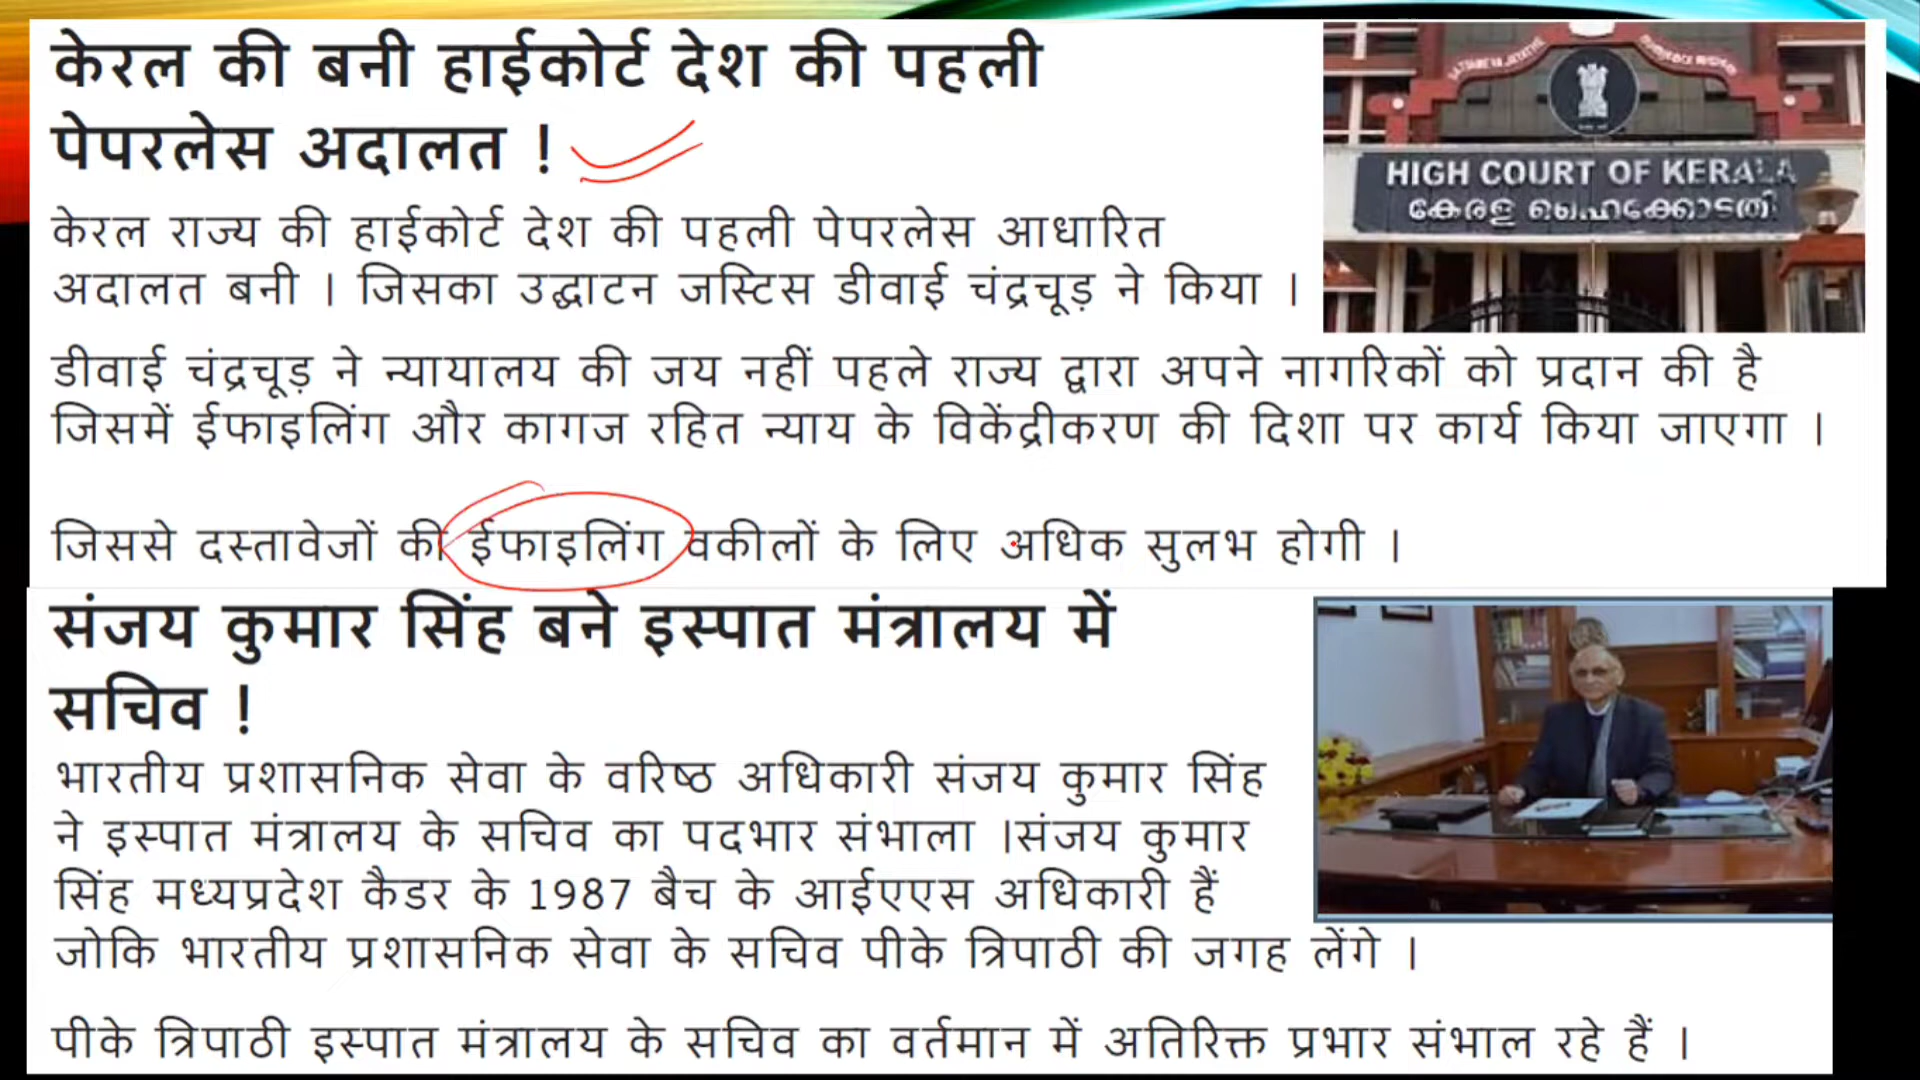 केरल की बनी हाईकोर्ट देश की पहली
पेपरलेस अदालत !
HIGH COURT OF KERALA
കേരള ഹൈക്കോടതി
केरल राज्य की हाईकोर्ट देश की पहली पेपरलेस आधारित
अदालत बनी । जिसका उद्घाटन जस्टिस डीवाई चंद्रचूड़ ने किया ।
डीवाई चंद्रचूड़ ने न्यायालय की जय नहीं पहले राज्य द्वारा अपने नागरिकों को प्रदान की है
जिसमें ईफाइलिंग और कागज रहित न्याय के विकेंद्रीकरण की दिशा पर कार्य किया जाएगा ।
जिससे दस्तावेजों की ईफाइलिंग वकीलों के लिए अधिक सुलभ होगी ।
संजय कुमार सिंह बने इस्पात मंत्रालय में
सचिव !
भारतीय प्रशासनिक सेवा के वरिष्ठ अधिकारी संजय कुमार सिंह
ने इस्पात मंत्रालय के सचिव का पदभार संभाला ।संजय कुमार
सिंह मध्यप्रदेश कैडर के 1987 बैच के आईएएस अधिकारी हैं
जोकि भारतीय प्रशासनिक सेवा के सचिव पीके त्रिपाठी की जगह लेंगे ।
पीके त्रिपाठी इस्पात मंत्रालय के सचिव का वर्तमान में अतिरिक्त प्रभार संभाल रहे हैं ।